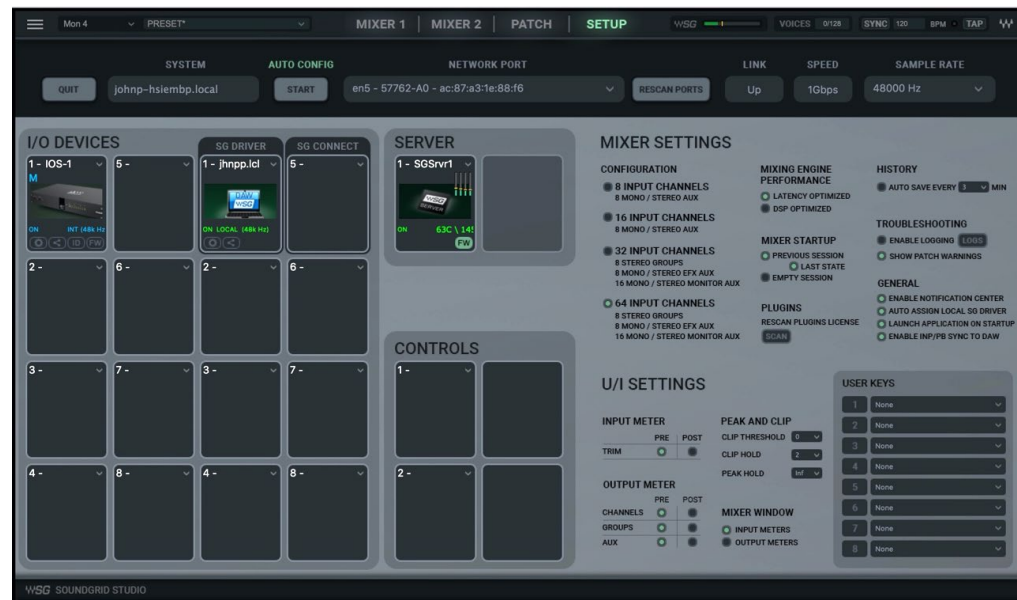 Mon 4 PRESET* MIXER 1 MIXER 2 PATCH SETUP WSG VOICES 0/128 SYNC 120 BPM TAP
SYSTEM AUTO CONFIG NETWORK PORT LINK SPEED SAMPLE RATE
QUIT johnp-hsiembp.local START en5 - 57762-A0 - ac:87:a3:1e:88:f6 RESCAN PORTS Up 1Gbps 48000 Hz
I/O DEVICES SG DRIVER SG CONNECT
1 - IOS-1 5 - 1 - jhnpp.lcl 5 -
M
DAW
WSG
ON INT (48k Hz ON LOCAL (48k Hz
ID FW
2 - 6 - 2 - 6 -
3 - 7 - 3 - 7 -
4 - 8 - 4 - 8 -
SERVER
1 - SGSrvr1
WSG
SERVER
ON 63C \ 145
FW
CONTROLS
1 -
2 -
MIXER SETTINGS
CONFIGURATION
8 INPUT CHANNELS
8 MONO / STEREO AUX
16 INPUT CHANNELS
8 MONO / STEREO AUX
32 INPUT CHANNELS
8 STEREO GROUPS
8 MONO / STEREO EFX AUX
16 MONO / STEREO MONITOR AUX
64 INPUT CHANNELS
8 STEREO GROUPS
8 MONO / STEREO EFX AUX
16 MONO / STEREO MONITOR AUX
MIXING ENGINE
PERFORMANCE
LATENCY OPTIMIZED
DSP OPTIMIZED
MIXER STARTUP
PREVIOUS SESSION
LAST STATE
EMPTY SESSION
PLUGINS
RESCAN PLUGINS LICENSE
SCAN
HISTORY
AUTO SAVE EVERY 3 MIN
TROUBLESHOOTING
ENABLE LOGGING LOGS
SHOW PATCH WARNINGS
GENERAL
ENABLE NOTIFICATION CENTER
AUTO ASSIGN LOCAL SG DRIVER
LAUNCH APPLICATION ON STARTUP
ENABLE INP/PB SYNC TO DAW
U/I SETTINGS
INPUT METER
PRE POST
TRIM
OUTPUT METER
PRE POST
CHANNELS
GROUPS
AUX
PEAK AND CLIP
CLIP THRESHOLD 0
CLIP HOLD 2
PEAK HOLD Inf
MIXER WINDOW
INPUT METERS
OUTPUT METERS
USER KEYS
1 None
2 None
3 None
4 None
5 None
6 None
7 None
8 None
WSG SOUNDGRID STUDIO